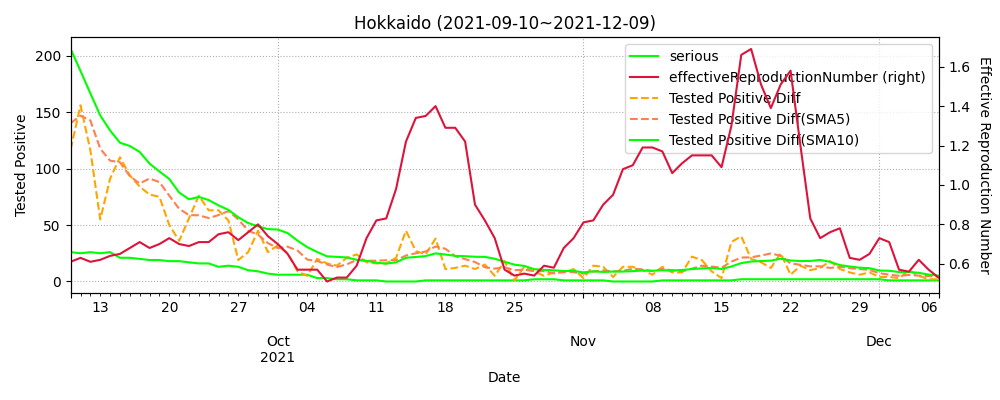 Hokkaido (2021-09-10~2021-12-09)
serious
effectiveReproductionNumber (right)
Tested Positive Diff
Tested Positive Diff(SMA5)
Tested Positive Diff(SMA10)
Tested Positive
200
150
100
50
0
1.6
1.4
1.2
1.0
0.8
0.6
Effective Reproduction Number
13 20 27 04 11 18 25 08 15 22 29 06
Oct Nov Dec
2021
Date